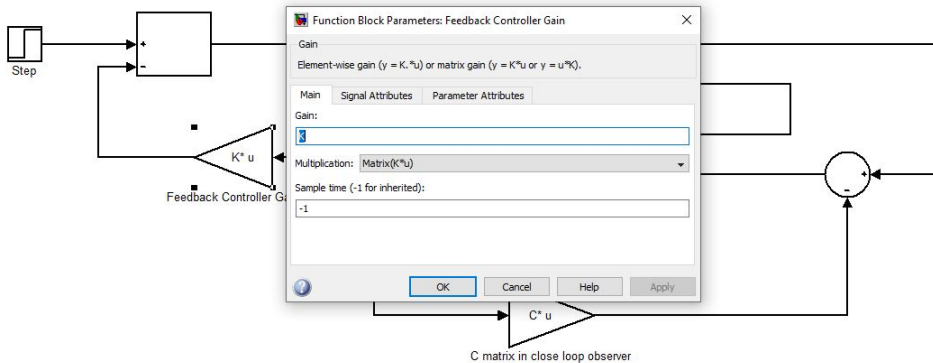 Function Block Parameters: Feedback Controller Gain
Gain
Element-wise gain (y = K.*u) or matrix gain (y = K*u or y = u*K).
Main Signal Attributes Parameter Attributes
Gain:
K
Multiplication: Matrix(K*u)
Sample time (-1 for inherited):
-1
OK Cancel Help Apply
+
-
Step
K* u
Feedback Controller Ga
+
-
C* u
C matrix in close loop observer